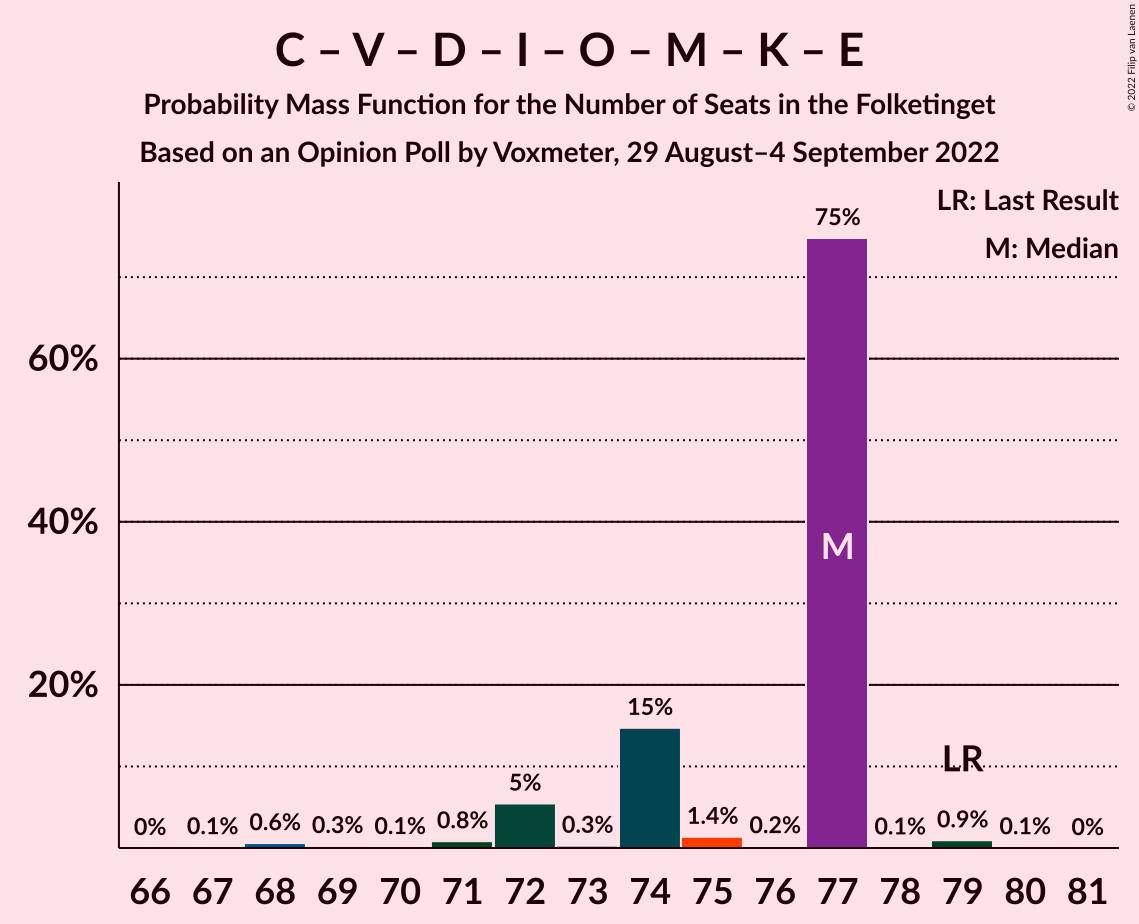 C – V – D – I – O – M – K – E
Probability Mass Function for the Number of Seats in the Folketinget
Based on an Opinion Poll by Voxmeter, 29 August–4 September 2022
© 2022 Filip van Laenen
LR: Last Result
M: Median
60%
40%
20%
0%
0.1%
0.6%
0.3%
0.1%
0.8%
5%
0.3%
15%
1.4%
0.2%
75%
M
0.1%
0.9%
LR
0.1%
0%
66 67 68 69 70 71 72 73 74 75 76 77 78 79 80 81